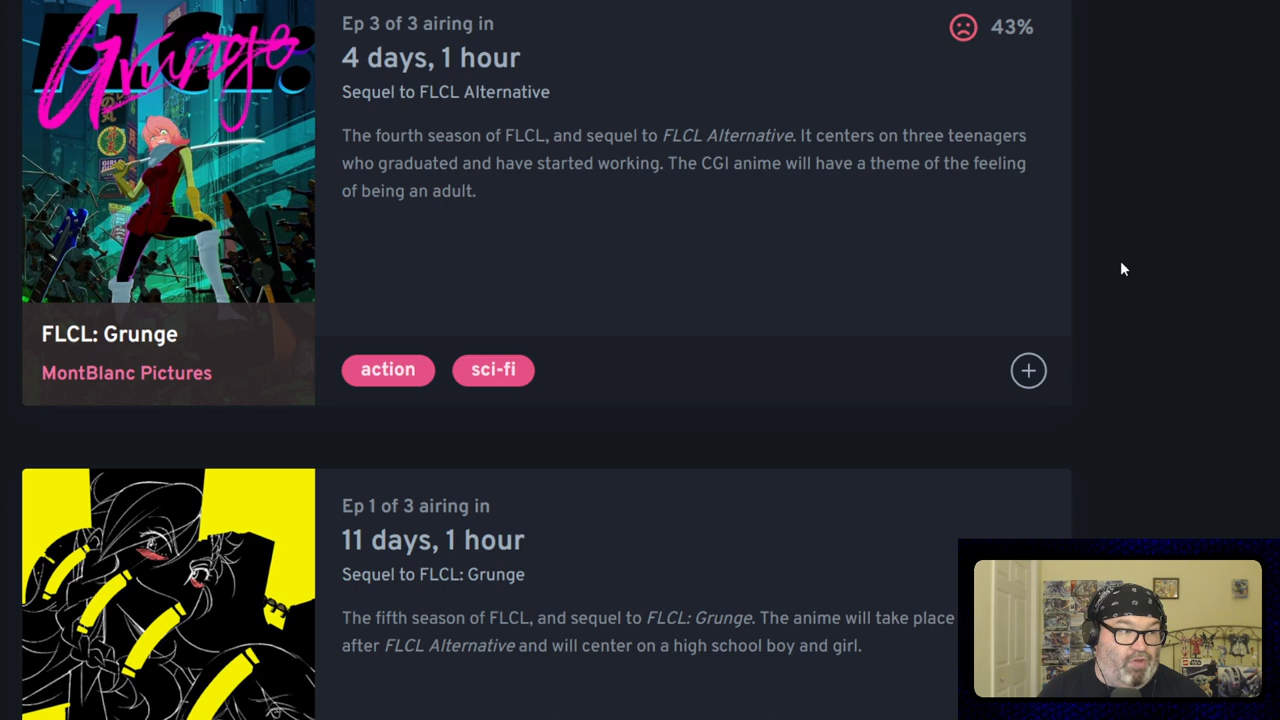 FLCL:
Grunge
Ep 3 of 3 airing in
43%
4 days, 1 hour
Sequel to FLCL Alternative
The fourth season of FLCL, and sequel to FLCL Alternative. It centers on three teenagers
who graduated and have started working. The CGI anime will have a theme of the feeling
of being an adult.
FLCL: Grunge
MontBlanc Pictures
action
sci-fi
Ep 1 of 3 airing in
11 days, 1 hour
Sequel to FLCL: Grunge
The fifth season of FLCL, and sequel to FLCL: Grunge. The anime will take place
after FLCL Alternative and will center on a high school boy and girl.